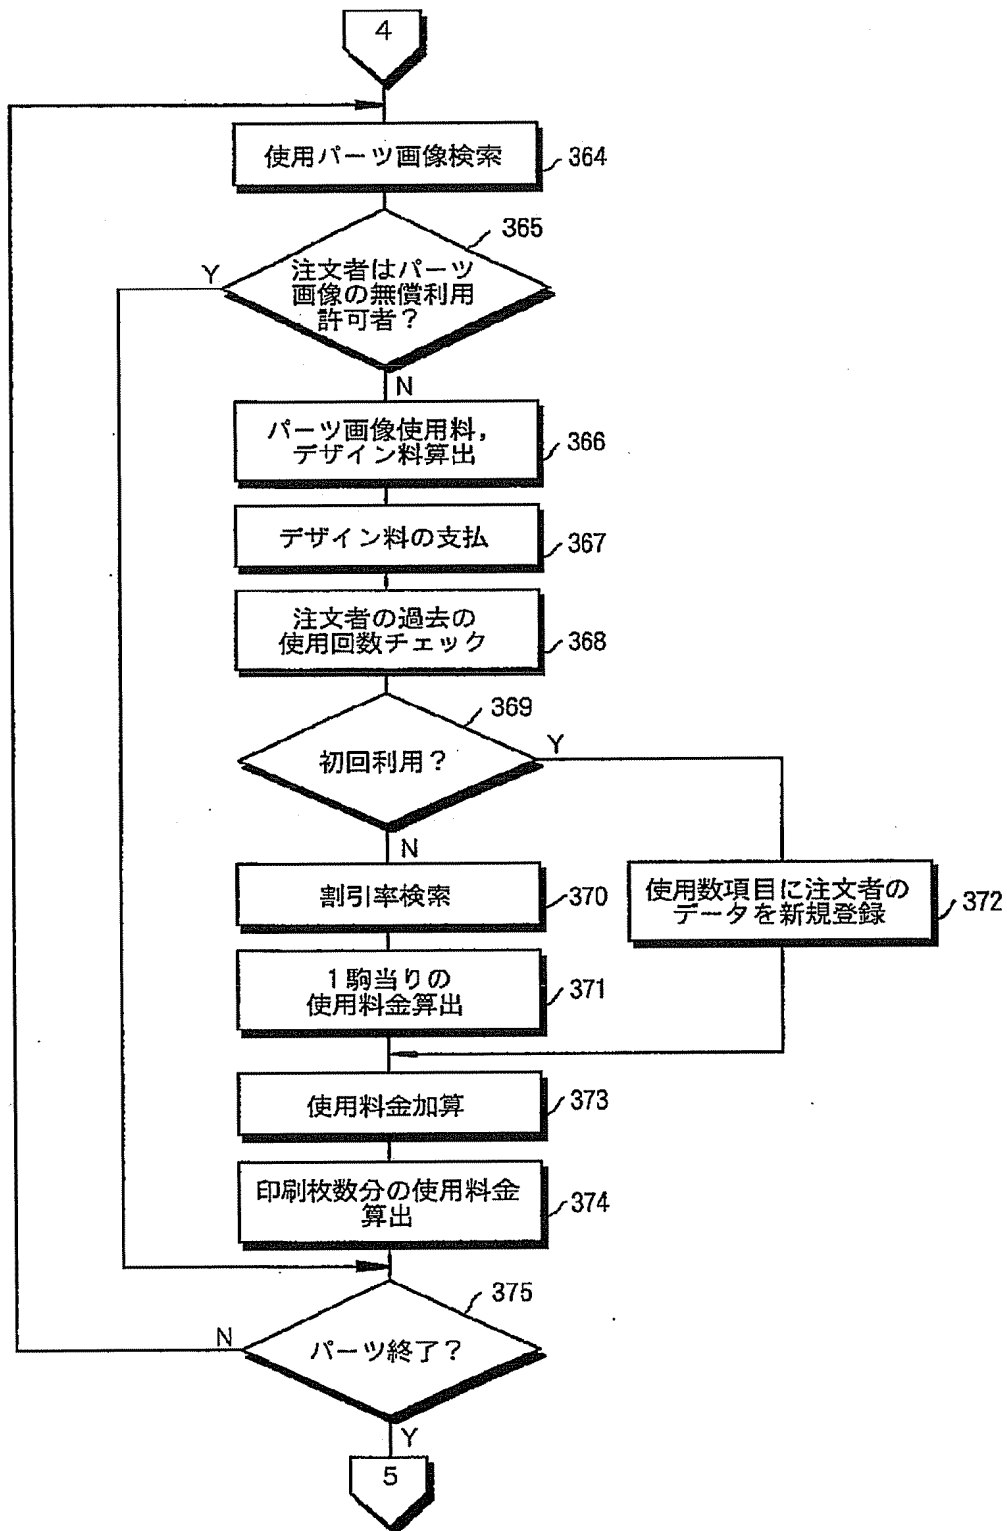 4
使用パーツ画像検索
364
365
Y
注文者はパーツ
画像の無償利用
許可者？
N
パーツ画像使用料，
デザイン料算出
366
デザイン料の支払
367
注文者の過去の
使用回数チェック
368
369
初回利用？
Y
N
割引率検索
370
使用数項目に注文者の
データを新規登録
372
1駒当りの
使用料金算出
371
使用料金加算
373
印刷枚数分の使用料金
算出
374
375
N
パーツ終了？
Y
5